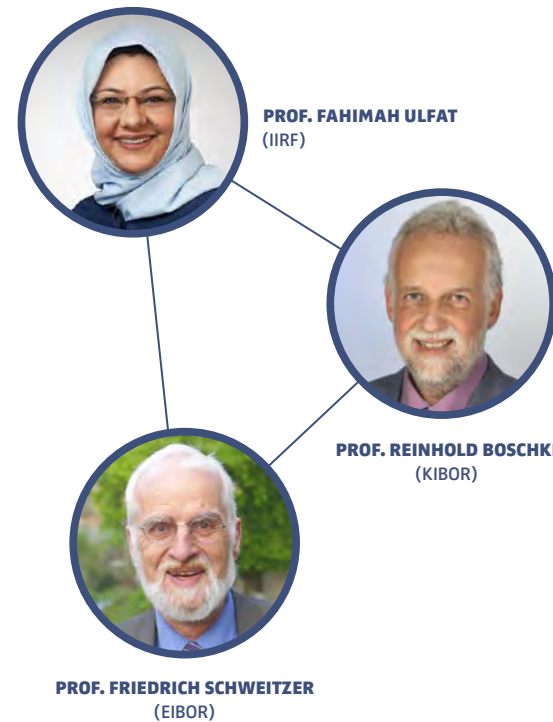 PROF. FAHIMAH ULFAT
(IIRF)
PROF. REINHOLD BOSCHK
(KIBOR)
PROF. FRIEDRICH SCHWEITZER
(EIBOR)